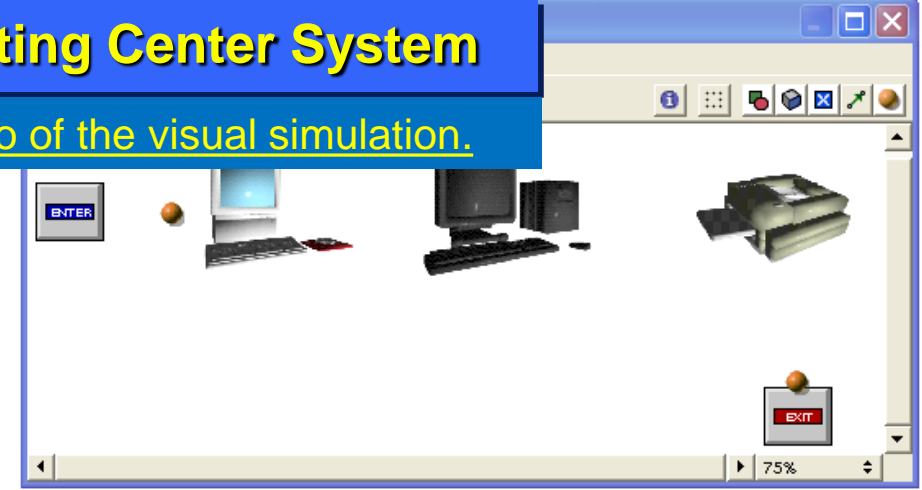 ting Center System
o of the visual simulation.
ENTER
EXIT
75%